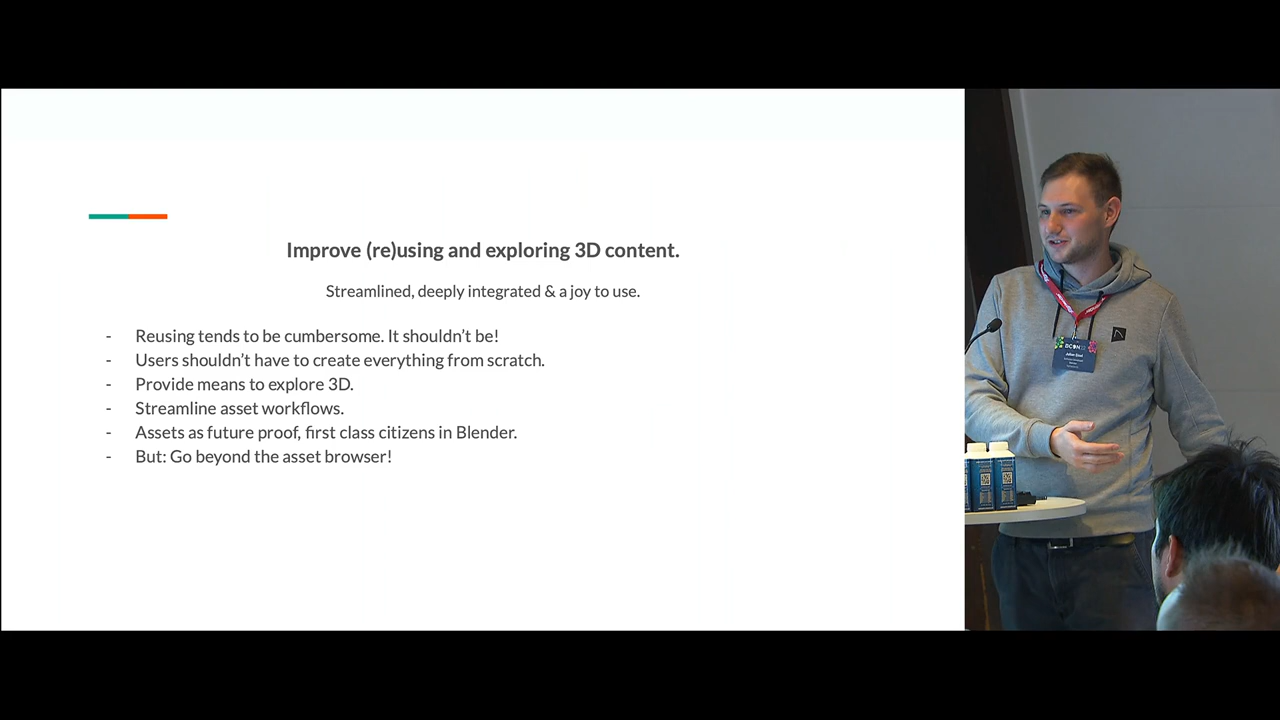 Improve (re)using and exploring 3D content.
Streamlined, deeply integrated & a joy to use.
- Reusing tends to be cumbersome. It shouldn’t be!
- Users shouldn’t have to create everything from scratch.
- Provide means to explore 3D.
- Streamline asset workflows.
- Assets as future proof, first class citizens in Blender.
- But: Go beyond the asset browser!